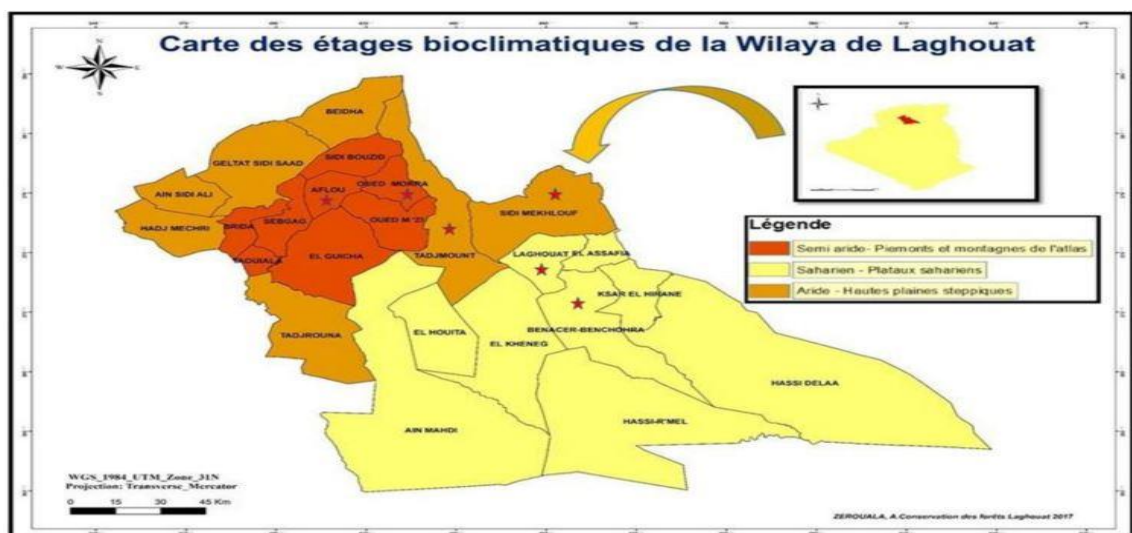 Carte des étages bioclimatiques de la Wilaya de Laghouat
N
W
E
S
BEIDHA
SIDI BOUZID
GELTAT SIDI SAAD
AFLOU
OUED MORRA
AIN SIDI ALI
SEBGAG
BRIDA
OUED M'ZI
SIDI MEKHLOUF
HADJ MECHRI
TAOUIALA
EL GUICHA
TADJMOUNT
LAGHOUAT
EL ASSAFIA
KSAR EL HIRANE
TADJROUNA
EL HOUITA
BENACER-BENCHOHRA
EL KHENEG
HASSI DELAA
AIN MAHDI
HASSI-R'MEL
Légende
Semi aride- Piemonts et montagnes de l'atlas
Saharien - Plataux sahariens
Aride - Hautes plaines steppiques
WGS_1984_UTM_Zone_31N
Projection: Transverse_Mercator
0 15 30 45 Km
ZEROUALA, A.Conservation des forêts Laghouat 2017